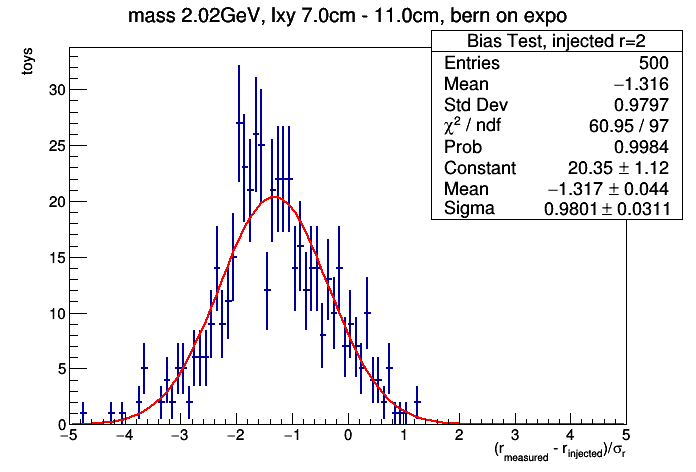 mass 2.02GeV, lxy 7.0cm - 11.0cm, bern on expo
toys
Bias Test, injected r=2
Entries 500
Mean −1.316
Std Dev 0.9797
χ² / ndf 60.95 / 97
Prob 0.9984
Constant 20.35 ± 1.12
Mean −1.317 ± 0.044
Sigma 0.9801 ± 0.0311
30
25
20
15
10
5
0
−5 −4 −3 −2 −1 0 1 2 3 4 5
(r_measured - r_injected)/σ_r